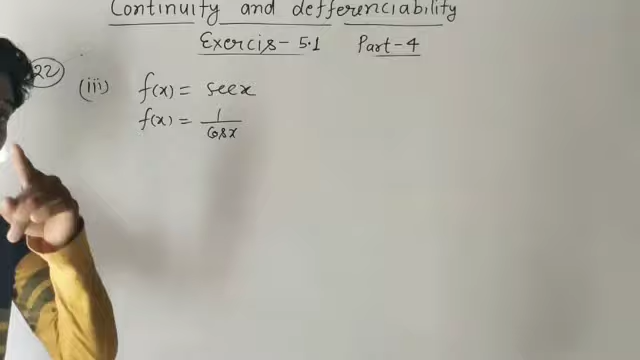 Continuity and defferenciability
Exercis-5.1 Part-4
22
(iii) f(x) = secx
f(x) = 1/cosx